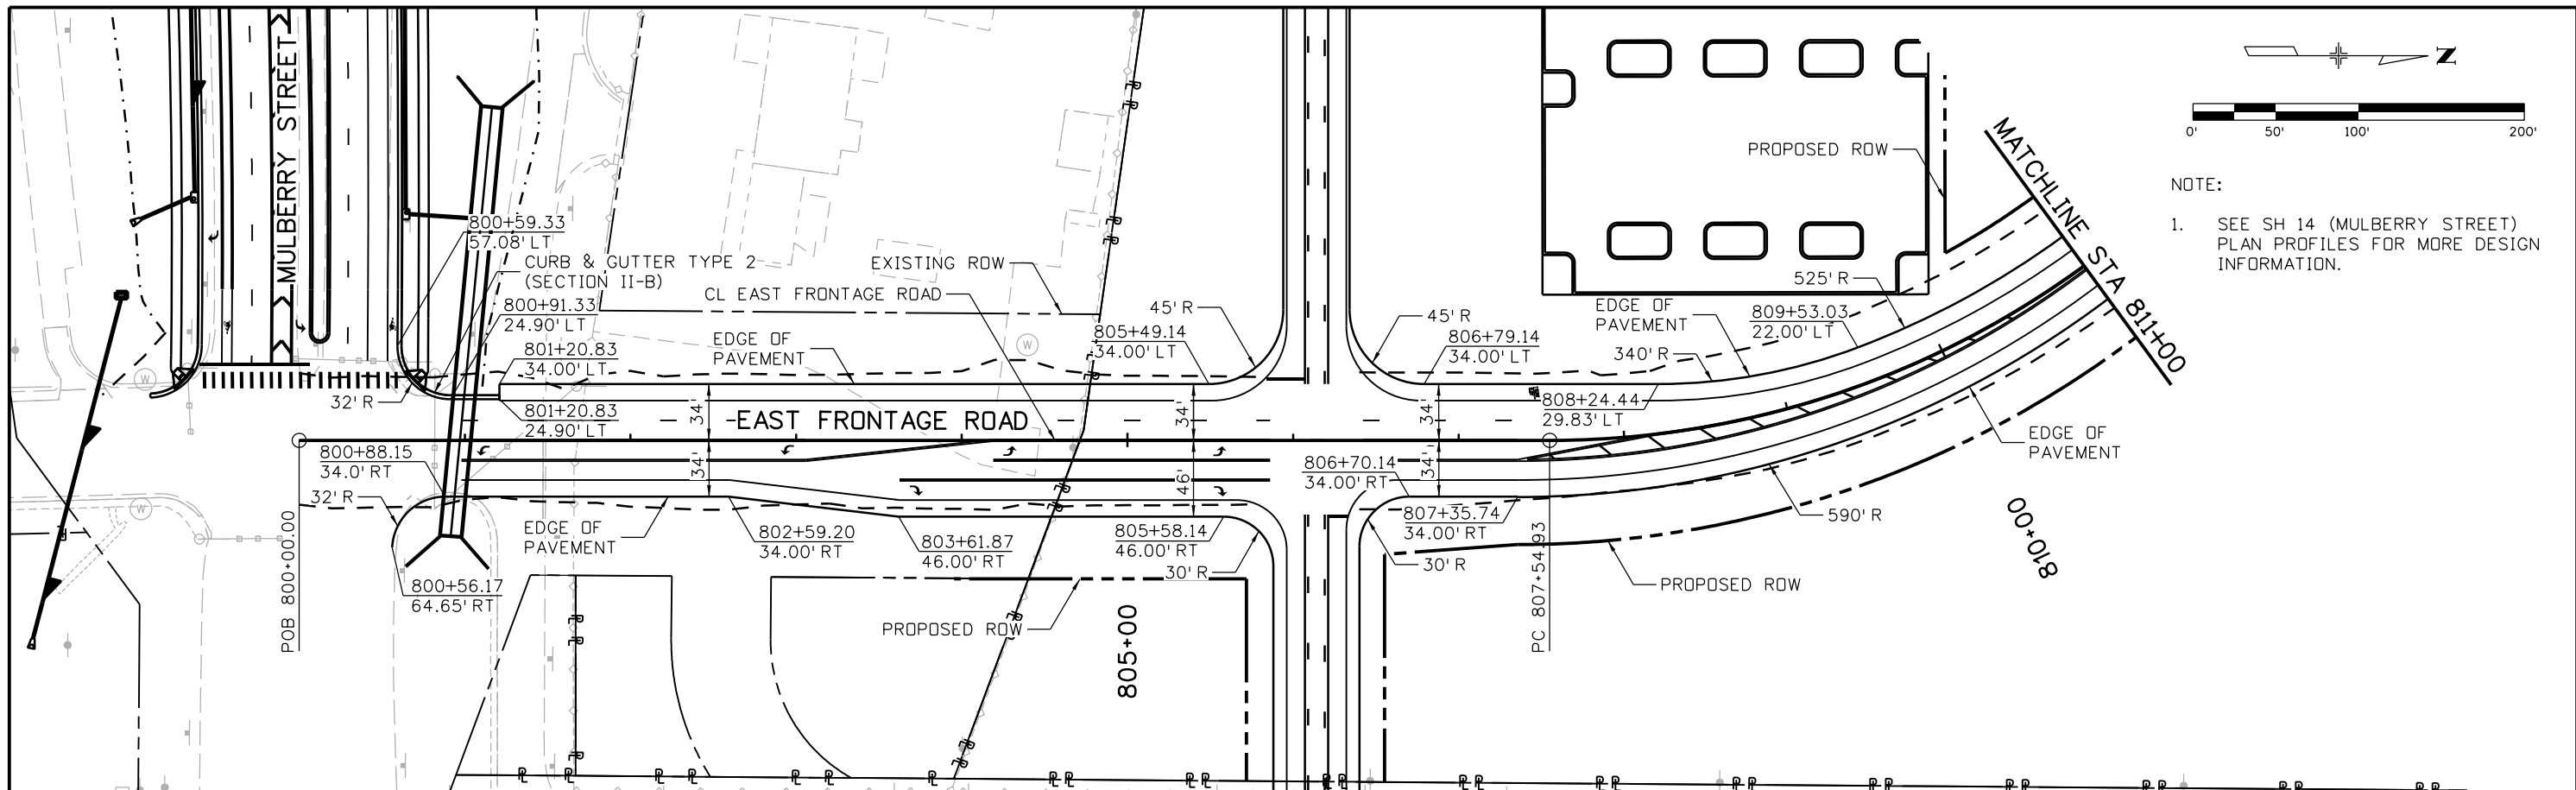 MULBERRY STREET
800+59.33
57.08' LT
CURB & GUTTER TYPE 2
(SECTION II-B)
800+91.33
24.90' LT
801+20.83
34.00' LT
801+20.83
24.90' LT
32' R
EXISTING ROW
CL EAST FRONTAGE ROAD
EDGE OF
PAVEMENT
W
W
W
45' R
805+49.14
34.00' LT
45' R
806+79.14
34.00' LT
PROPOSED ROW
525' R
EDGE OF
PAVEMENT
809+53.03
22.00' LT
340' R
808+24.44
29.83' LT
MATCHLINE STA 811+00
N
0' 50' 100' 200'
NOTE:
1. SEE SH 14 (MULBERRY STREET)
PLAN PROFILES FOR MORE DESIGN
INFORMATION.
EAST FRONTAGE ROAD
34'
34'
34'
46'
34'
34'
800+88.15
34.0' RT
32' R
POB 800+00.00
EDGE OF
PAVEMENT
800+56.17
64.65' RT
802+59.20
34.00' RT
803+61.87
46.00' RT
805+58.14
46.00' RT
30' R
PROPOSED ROW
805+00
806+70.14
34.00' RT
807+35.74
34.00' RT
30' R
PC 807+54.93
PROPOSED ROW
590' R
EDGE OF
PAVEMENT
810+00